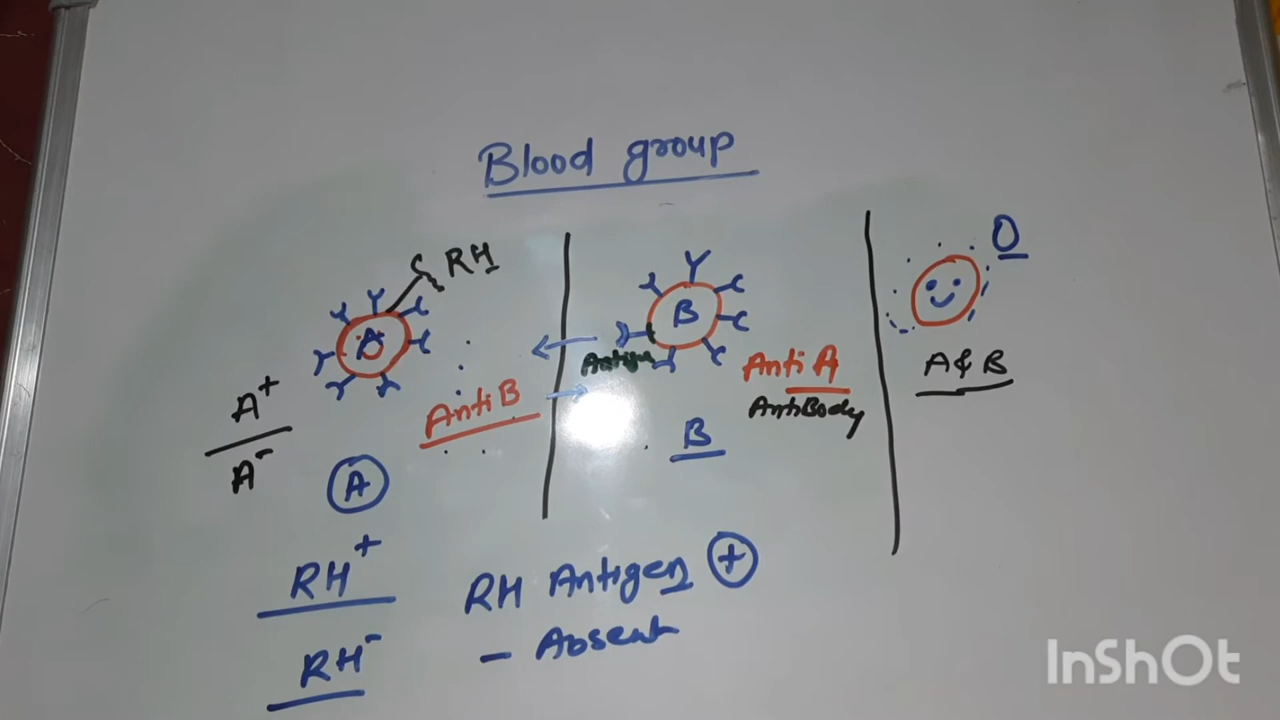 Blood group
RH
A
Anti B
A+
A-
A
B
Antigen
Anti A
AntiBody
B
O
A & B
RH+
RH Antigen +
RH-
- Absent
InShOt